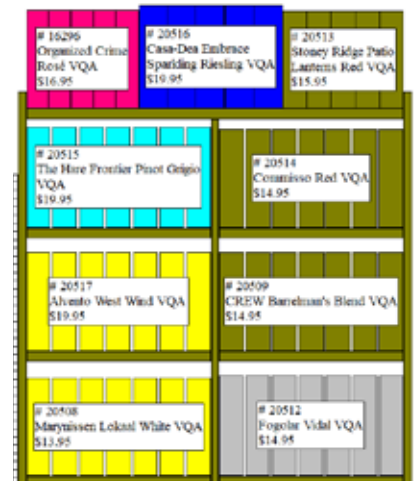 # 16296
Organized Crime
Rosé VQA
$16.95
# 20516
Casa-Dea Embrace
Sparkling Riesling VQA
$19.95
# 20513
Stoney Ridge Patio
Lanterns Red VQA
$15.95
# 20515
The Hare Frontier Pinot Grigio
VQA
$19.95
# 20514
Commisso Red VQA
$14.95
# 20517
Alvento West Wind VQA
$19.95
# 20509
CREW Barrelman's Blend VQA
$14.95
# 20508
Marynissen Lokaal White VQA
$13.95
# 20512
Fogolar Vidal VQA
$14.95